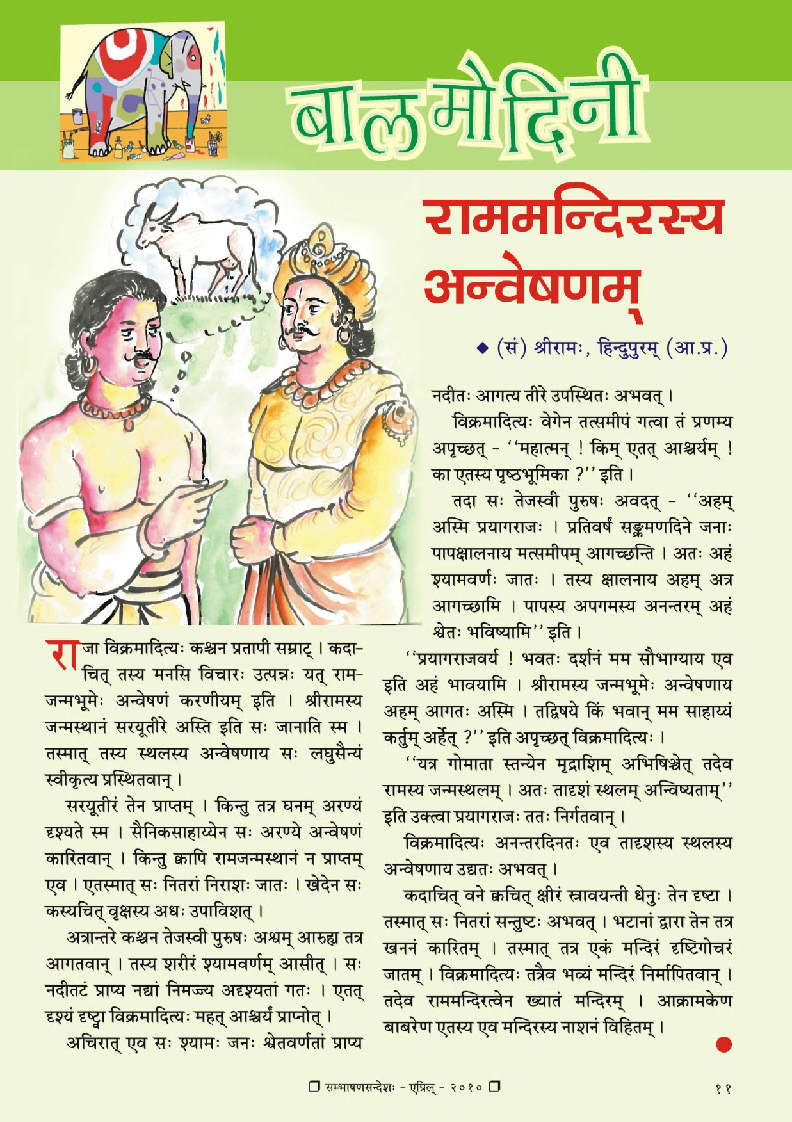 बालमोदिनी
राममन्दिरस्य
अन्वेषणम्
◆ (सं) श्रीरामः, हिन्दुपुरम् (आ.प्र.)
राजा विक्रमादित्यः कश्चन प्रतापी सम्राट् । कदा-
चित् तस्य मनसि विचारः उत्पन्नः यत् राम-
जन्मभूमेः अन्वेषणं करणीयम् इति । श्रीरामस्य
जन्मस्थानं सरयूतीरे अस्ति इति सः जानाति स्म ।
तस्मात् तस्य स्थलस्य अन्वेषणाय सः लघुसैन्यं
स्वीकृत्य प्रस्थितवान् ।
सरयूतीरं तेन प्राप्तम् । किन्तु तत्र घनम् अरण्यं
दृश्यते स्म । सैनिकसाहाय्येन सः अरण्ये अन्वेषणं
कारितवान् । किन्तु क्वापि रामजन्मस्थानं न प्राप्तम्
एव । एतस्मात् सः नितरां निराशः जातः । खेदेन सः
कस्यचित् वृक्षस्य अधः उपाविशत् ।
अत्रान्तरे कश्चन तेजस्वी पुरुषः अश्वम् आरुह्य तत्र
आगतवान् । तस्य शरीरं श्यामवर्णम् आसीत् । सः
नदीतटं प्राप्य नद्यां निमज्ज्य अदृश्यतां गतः । एतत्
दृश्यं दृष्ट्वा विक्रमादित्यः महत् आश्चर्यं प्राप्नोत् ।
अचिरात् एव सः श्यामः जनः श्वेतवर्णतां प्राप्य
नदीतः आगत्य तीरे उपस्थितः अभवत् ।
विक्रमादित्यः वेगेन तत्समीपं गत्वा तं प्रणम्य
अपृच्छत् - ‘‘महात्मन् ! किम् एतत् आश्चर्यम् !
का एतस्य पृष्ठभूमिका ?’’ इति ।
तदा सः तेजस्वी पुरुषः अवदत् - ‘‘अहम्
अस्मि प्रयागराजः । प्रतिवर्षं सङ्क्रमणदिने जनाः
पापक्षालनाय मत्समीपम् आगच्छन्ति । अतः अहं
श्यामवर्णः जातः । तस्य क्षालनाय अहम् अत्र
आगच्छामि । पापस्य अपगमस्य अनन्तरम् अहं
श्वेतः भविष्यामि’’ इति ।
‘‘प्रयागराजवर्य ! भवतः दर्शनं मम सौभाग्याय एव
इति अहं भावयामि । श्रीरामस्य जन्मभूमेः अन्वेषणाय
अहम् आगतः अस्मि । तद्विषये किं भवान् मम साहाय्यं
कर्तुम् अर्हेत् ?’’ इति अपृच्छत् विक्रमादित्यः ।
‘‘यत्र गोमाता स्तन्येन मृद्राशिम् अभिषिञ्चेत् तदेव
रामस्य जन्मस्थलम् । अतः तादृशं स्थलम् अन्विष्यताम्’’
इति उक्त्वा प्रयागराजः ततः निर्गतवान् ।
विक्रमादित्यः अनन्तरदिनतः एव तादृशस्य स्थलस्य
अन्वेषणाय उद्यतः अभवत् ।
कदाचित् वने क्वचित् क्षीरं स्रावयन्ती धेनुः तेन दृष्टा ।
तस्मात् सः नितरां सन्तुष्टः अभवत् । भटानां द्वारा तेन तत्र
खननं कारितम् । तस्मात् तत्र एकं मन्दिरं दृष्टिगोचरं
जातम् । विक्रमादित्यः तत्रैव भव्यं मन्दिरं निर्मापितवान् ।
तदेव राममन्दिरत्वेन ख्यातं मन्दिरम् । आक्रामकेण
बाबरेण एतस्य एव मन्दिरस्य नाशनं विहितम् ।
❐ सम्भाषणसन्देशः - एप्रिल् - २०१० ❐
११